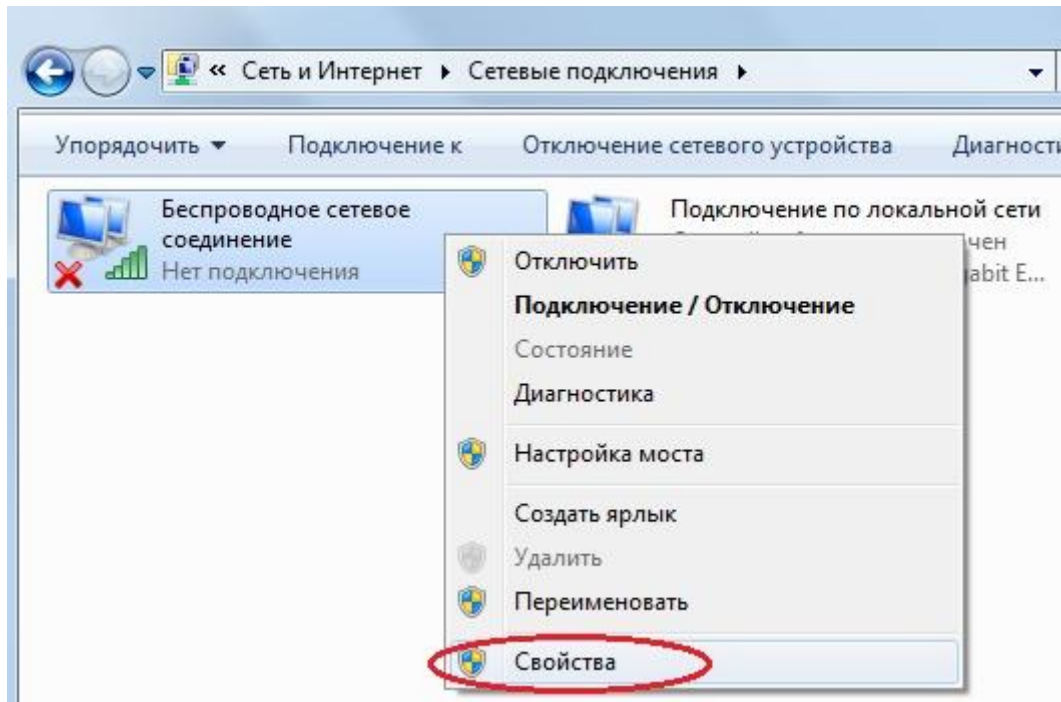 « Сеть и Интернет ▸ Сетевые подключения ▸
Упорядочить ▾ Подключение к Отключение сетевого устройства
Беспроводное сетевое
соединение
Нет подключения
Подключение по локальной сети
Отключить
Подключение / Отключение
Состояние
Диагностика
Настройка моста
Создать ярлык
Удалить
Переименовать
Свойства